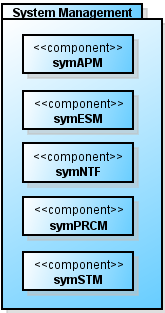 System Management
<<component>>
symAPM
<<component>>
symESM
<<component>>
symNTF
<<component>>
symPRCM
<<component>>
symSTM